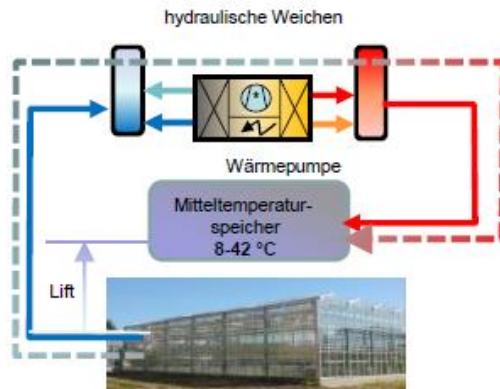 hydraulische Weichen
Wärmepumpe
Mitteltemperatur-
speicher
8-42 °C
Lift